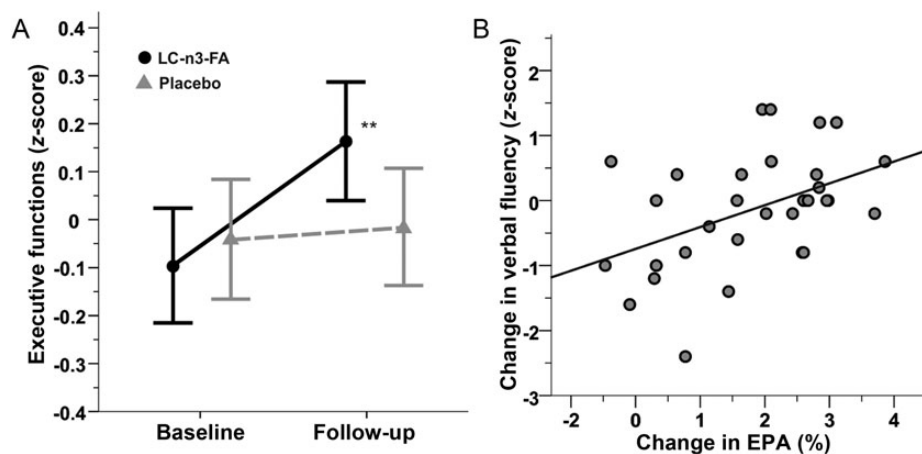 A
LC-n3-FA
Placebo
Executive functions (z-score)
0.4
0.3
0.2
0.1
0
-0.1
-0.2
-0.3
-0.4
**
Baseline Follow-up
B
Change in verbal fluency (z-score)
2
1
0
-1
-2
-3
-2 0 1 2 3 4
Change in EPA (%)